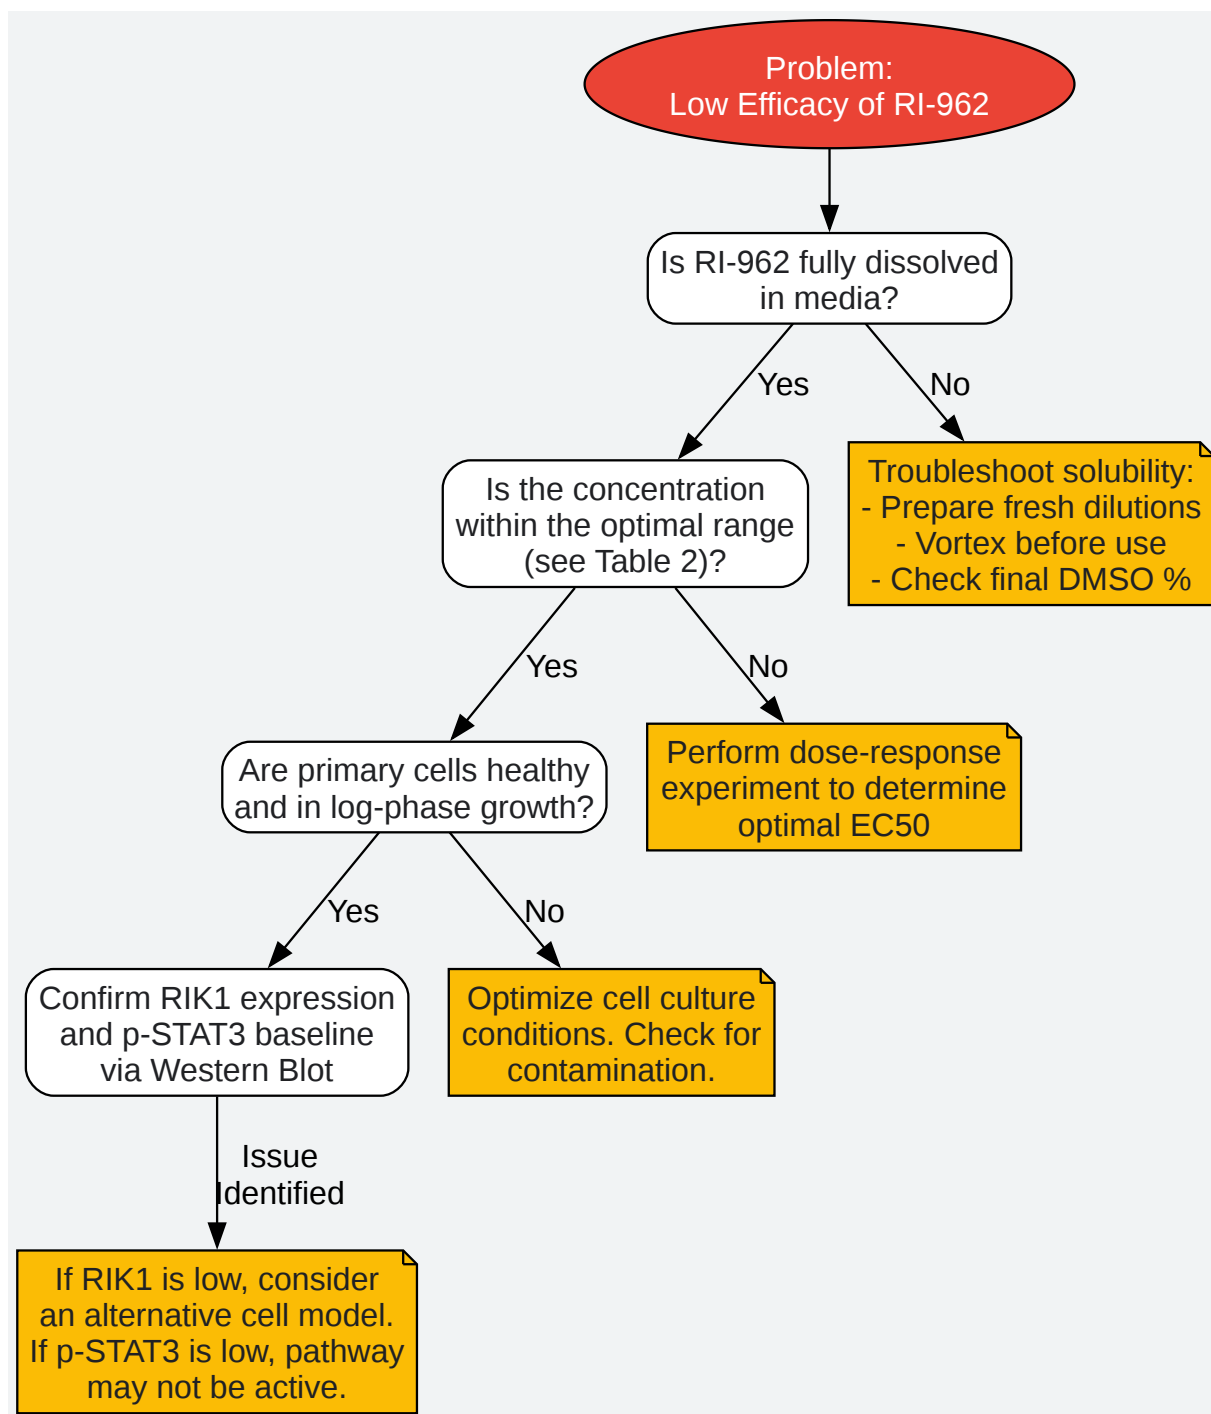 Problem:
Low Efficacy of RI-962
Is RI-962 fully dissolved
in media?
Yes
No
Is the concentration
within the optimal range
(see Table 2)?
Troubleshoot solubility:
- Prepare fresh dilutions
- Vortex before use
- Check final DMSO %
Yes
No
Are primary cells healthy
and in log-phase growth?
Perform dose-response
experiment to determine
optimal EC50
Yes
No
Confirm RIK1 expression
and p-STAT3 baseline
via Western Blot
Optimize cell culture
conditions. Check for
contamination.
Issue
Identified
If RIK1 is low, consider
an alternative cell model.
If p-STAT3 is low, pathway
may not be active.